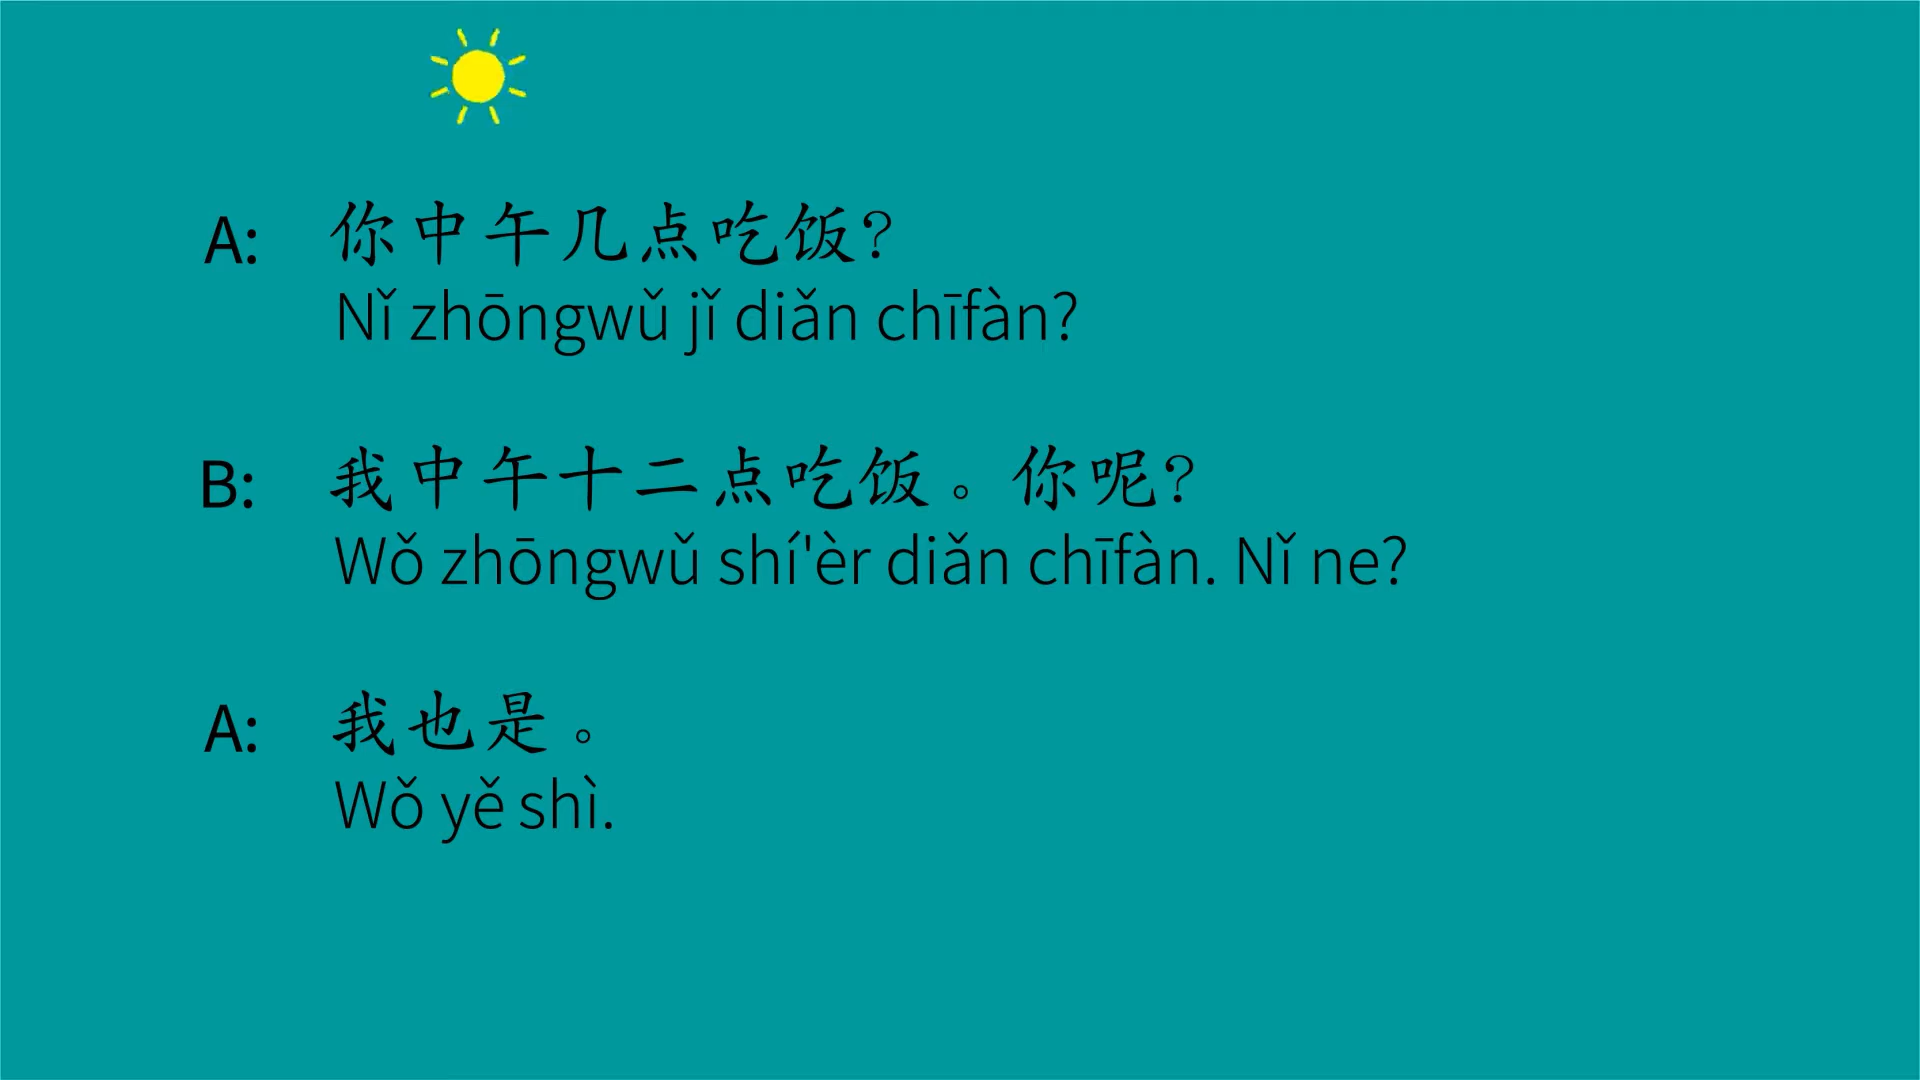 A: 你中午几点吃饭？
Nǐ zhōngwǔ jǐ diǎn chīfàn?
B: 我中午十二点吃饭。你呢？
Wǒ zhōngwǔ shí'èr diǎn chīfàn. Nǐ ne?
A: 我也是。
Wǒ yě shì.